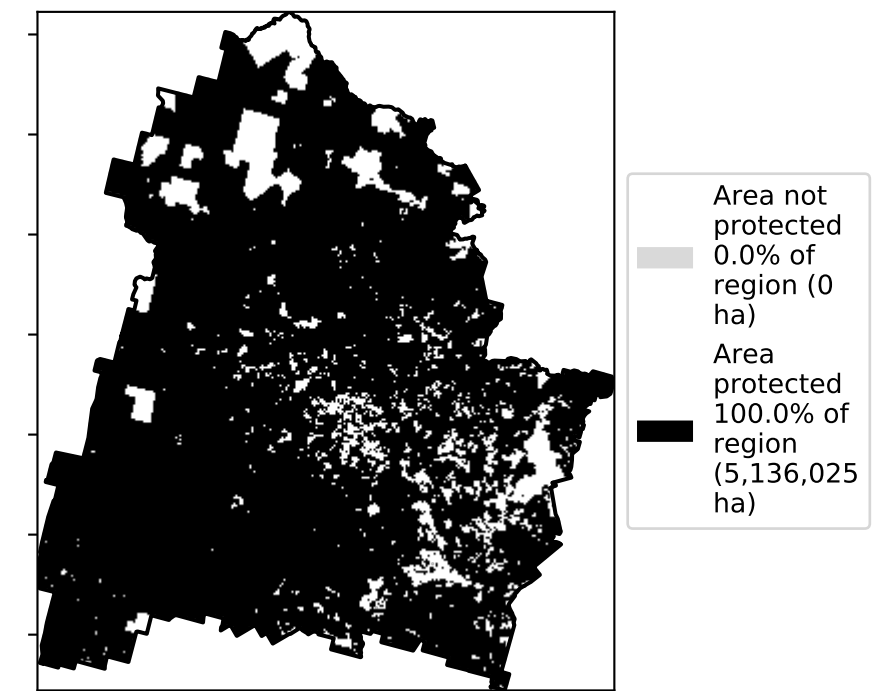 Area not
protected
0.0% of
region (0
ha)
Area
protected
100.0% of
region
(5,136,025
ha)